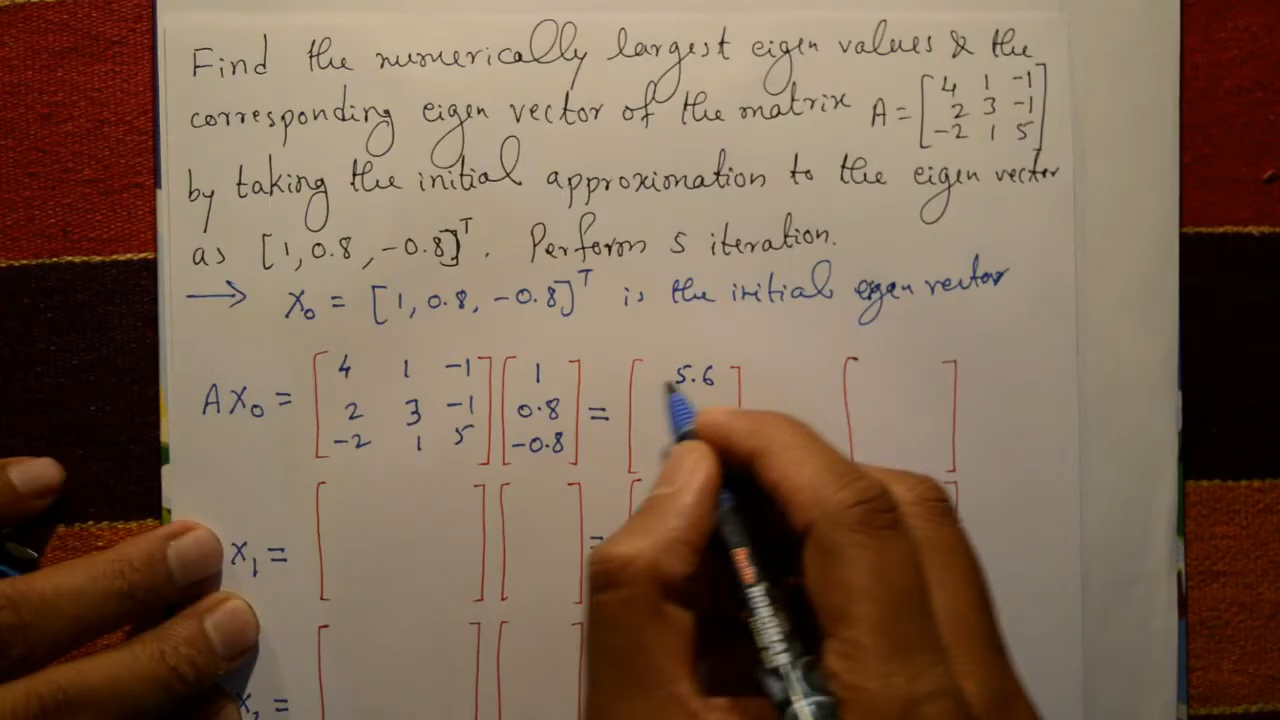 Find the numerically largest eigen values & the
corresponding eigen vector of the matrix A = [4 1 -1
2 3 -1
-2 1 5]
by taking the initial approximation to the eigen vector
as [1, 0.8, -0.8]ᵀ. Perform 5 iteration.
→ X₀ = [1, 0.8, -0.8]ᵀ is the initial eigen vector
AX₀ = [4 1 -1] [1] = [5.6] [ ]
2 3 -1 0.8
-2 1 5 -0.8
X₁ = [ ] [ ] =
X₂ = [ ] [ ]